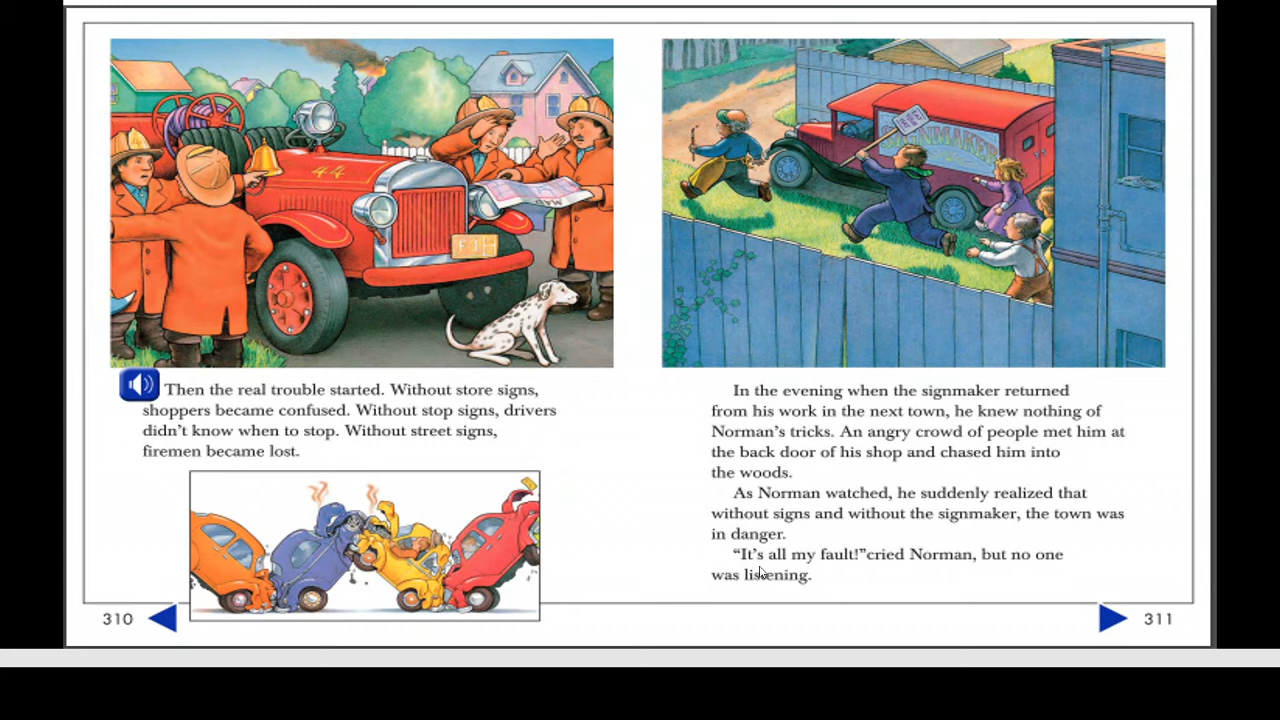 44
MAP
SIGNMAKER
Then the real trouble started. Without store signs,
shoppers became confused. Without stop signs, drivers
didn’t know when to stop. Without street signs,
firemen became lost.
310
In the evening when the signmaker returned
from his work in the next town, he knew nothing of
Norman’s tricks. An angry crowd of people met him at
the back door of his shop and chased him into
the woods.
As Norman watched, he suddenly realized that
without signs and without the signmaker, the town was
in danger.
“It’s all my fault!”cried Norman, but no one
was listening.
311